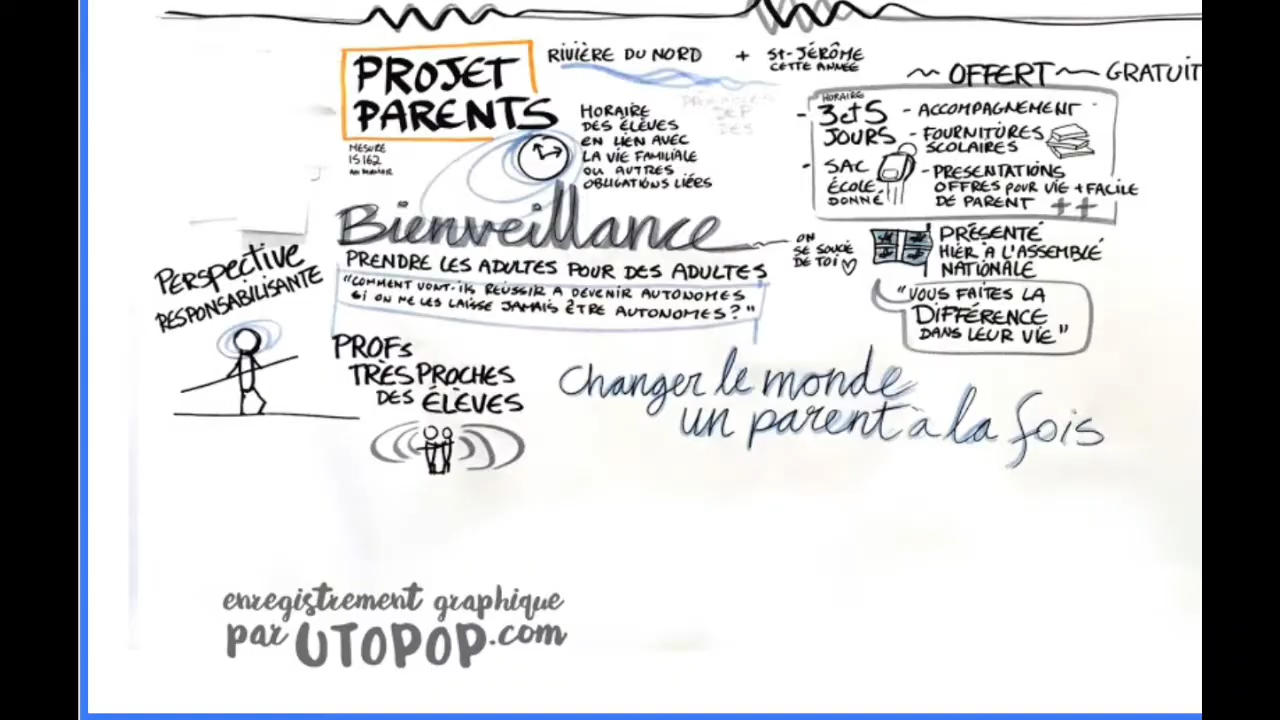 PROJET
PARENTS
MESURE
15162
RIVIÈRE DU NORD + ST-JÉRÔME
CETTE ANNÉE
HORAIRE
DES ÉLÈVES
EN LIEN AVEC
LA VIE FAMILIALE
OU AUTRES
OBLIGATIONS LIÉES
OFFERT GRATUIT
HORAIRE
- 3 et 5
JOURS
- SAC
ÉCOLE
DONNÉ
- ACCOMPAGNEMENT
- FOURNITURES
SCOLAIRES
- PRESENTATIONS
OFFRES POUR VIE + FACILE
DE PARENT ++
Bienveillance
ON
SE SOUCIE
DE TOI ♡
PRENDRE LES ADULTES POUR DES ADULTES
"COMMENT VONT-ILS RÉUSSIR À DEVENIR AUTONOMES
SI ON NE LES LAISSE JAMAIS ÊTRE AUTONOMES?"
PRÉSENTÉ
HIER À L'ASSEMBLÉ
NATIONALE
"VOUS FAITES LA
DIFFÉRENCE
DANS LEUR VIE"
PERSPECTIVE
RESPONSABILISANTE
PROFS
TRÈS PROCHES
DES ÉLÈVES
Changer le monde
un parent à la fois
enregistrement graphique
par UTOPOP.com